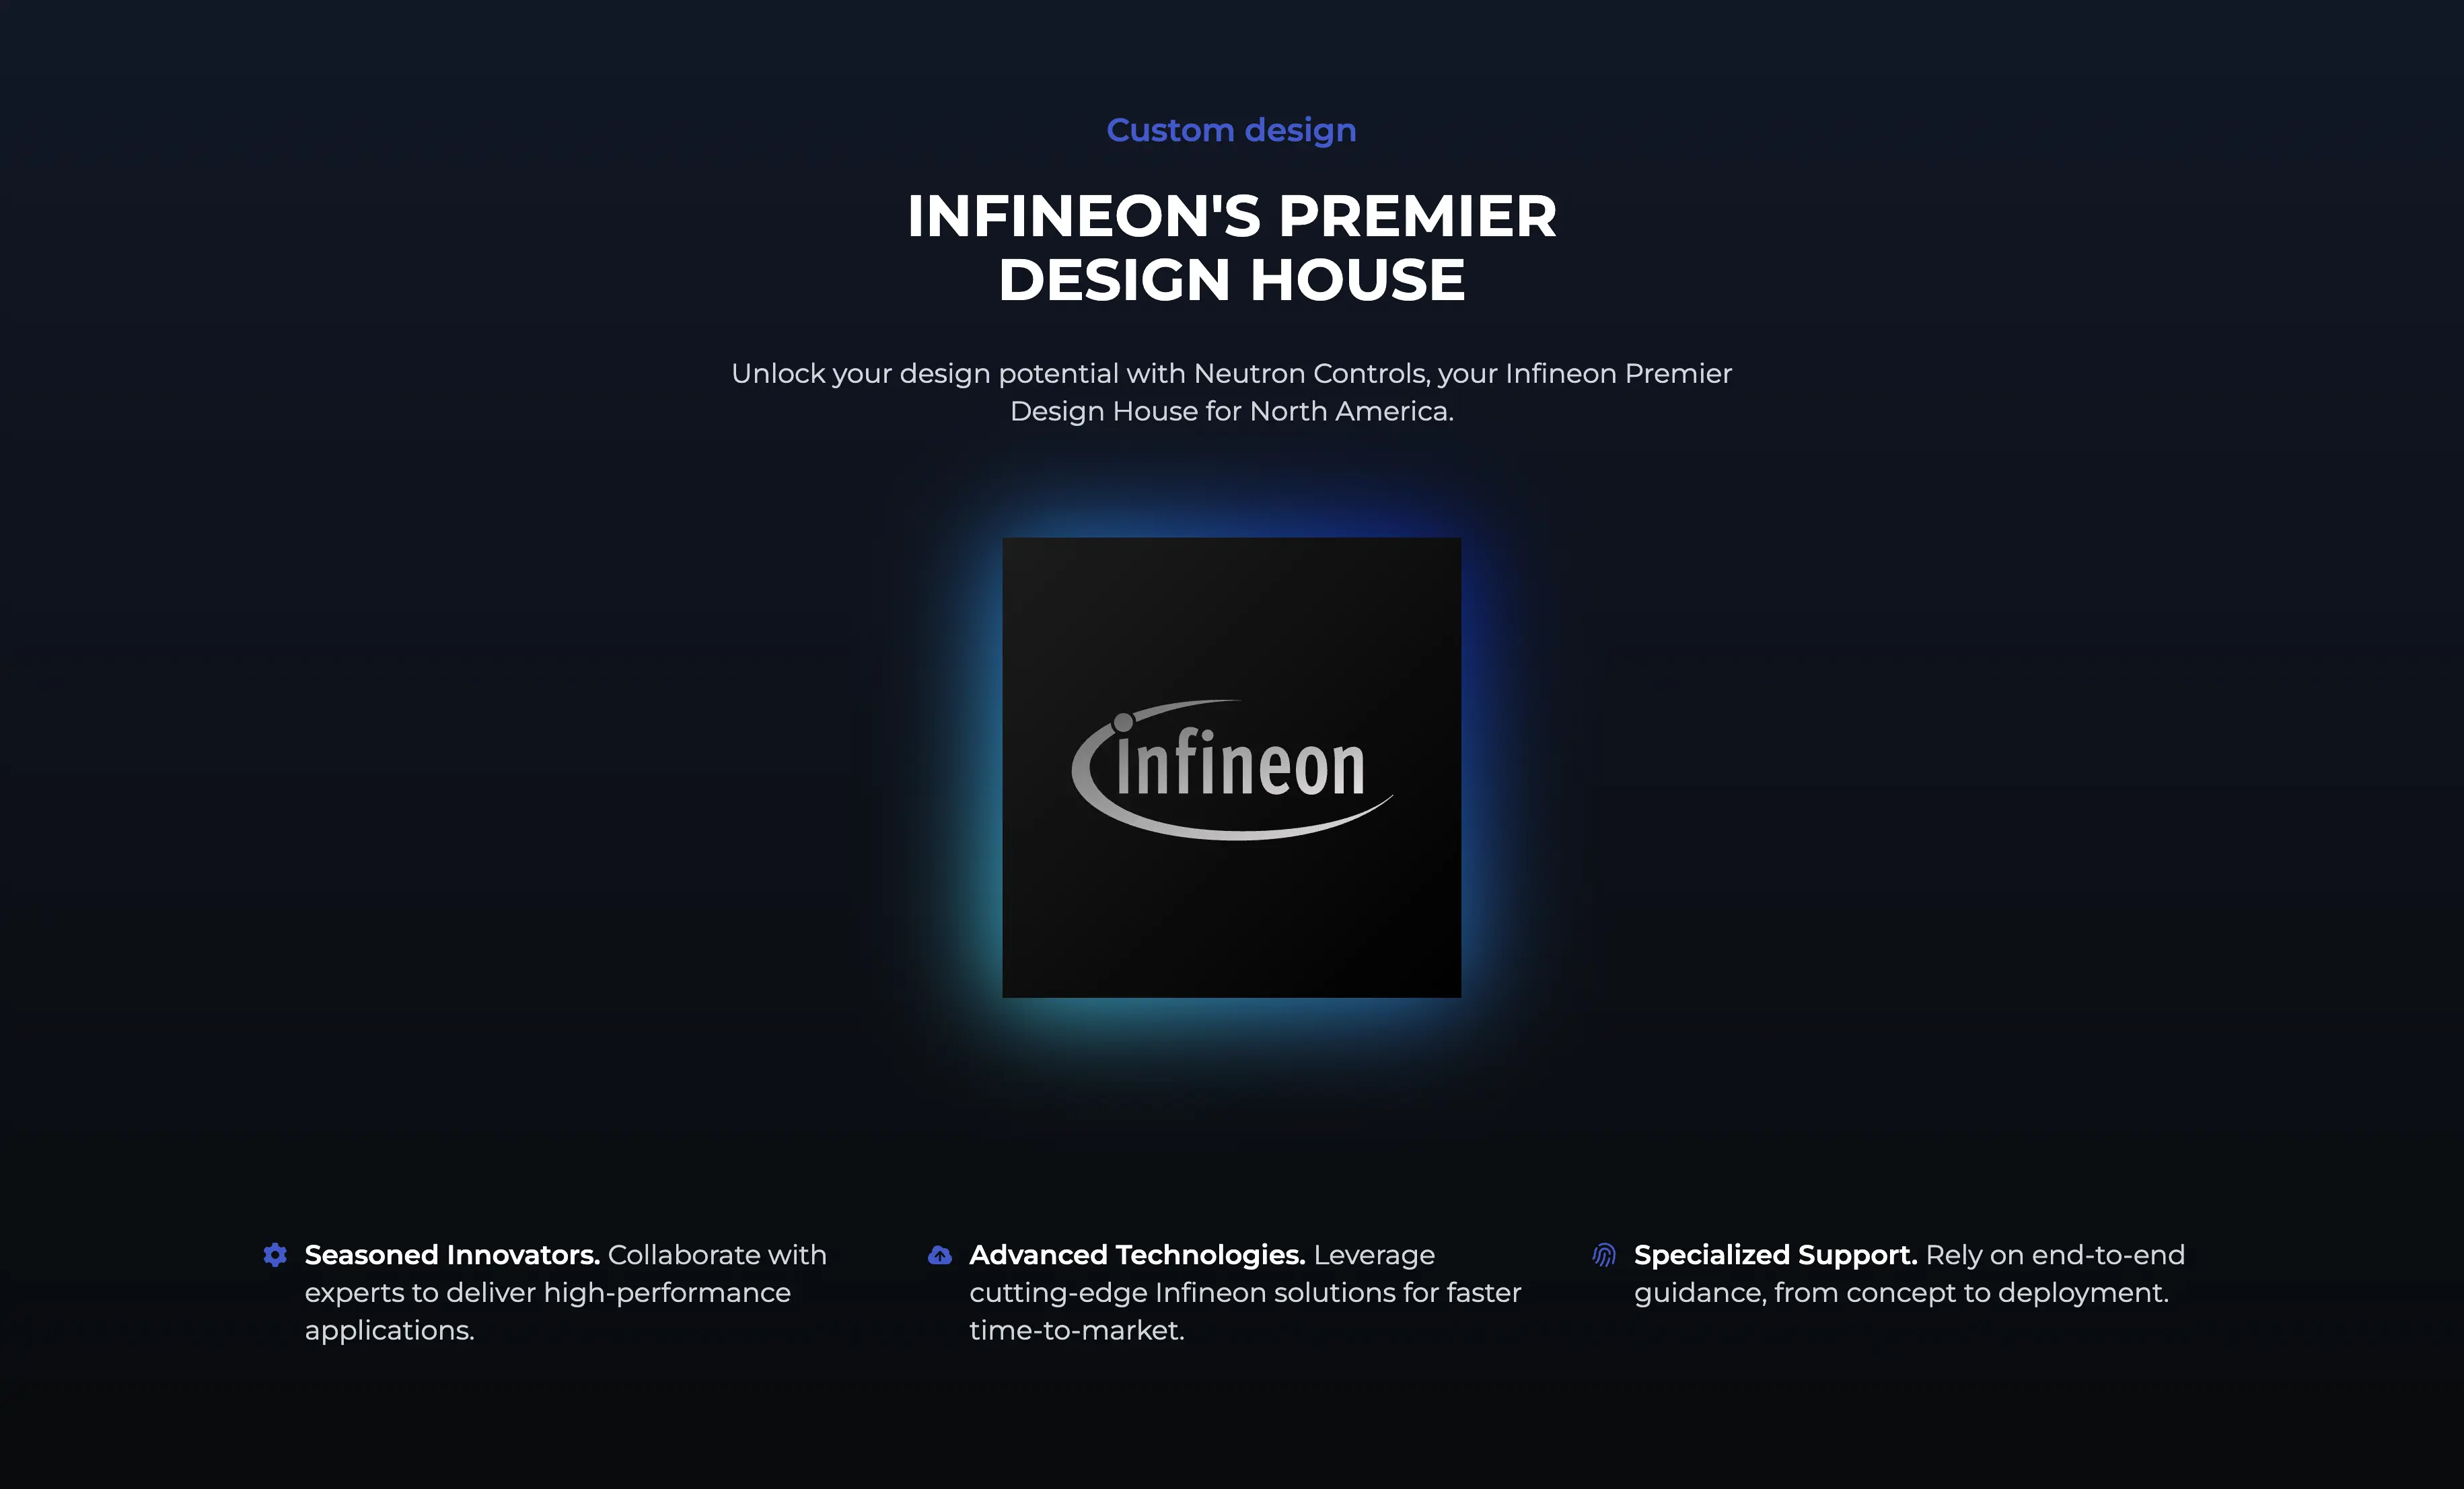 Custom design
INFINEON'S PREMIER
DESIGN HOUSE
Unlock your design potential with Neutron Controls, your Infineon Premier
Design House for North America.
infineon
Seasoned Innovators. Collaborate with
experts to deliver high-performance
applications.
Advanced Technologies. Leverage
cutting-edge Infineon solutions for faster
time-to-market.
Specialized Support. Rely on end-to-end
guidance, from concept to deployment.